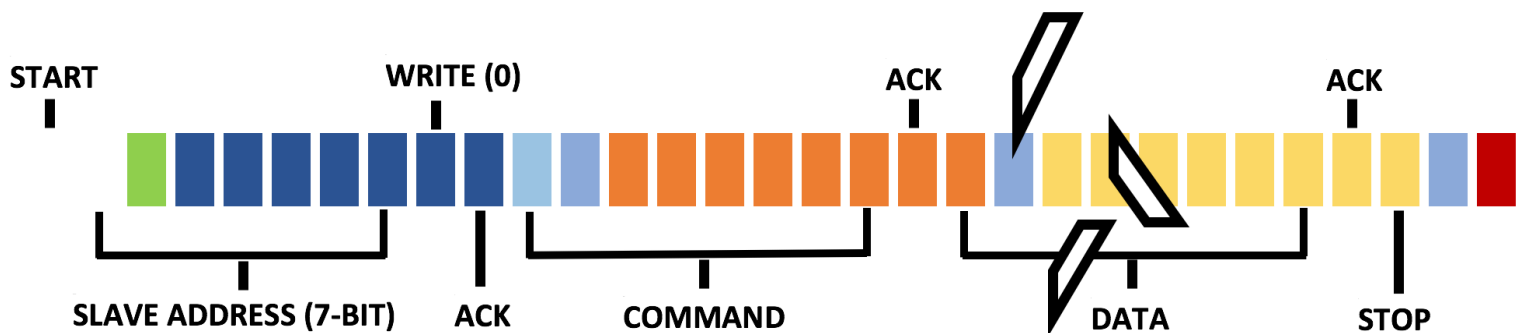 START
WRITE (0)
ACK
ACK
SLAVE ADDRESS (7-BIT)
ACK
COMMAND
DATA
STOP